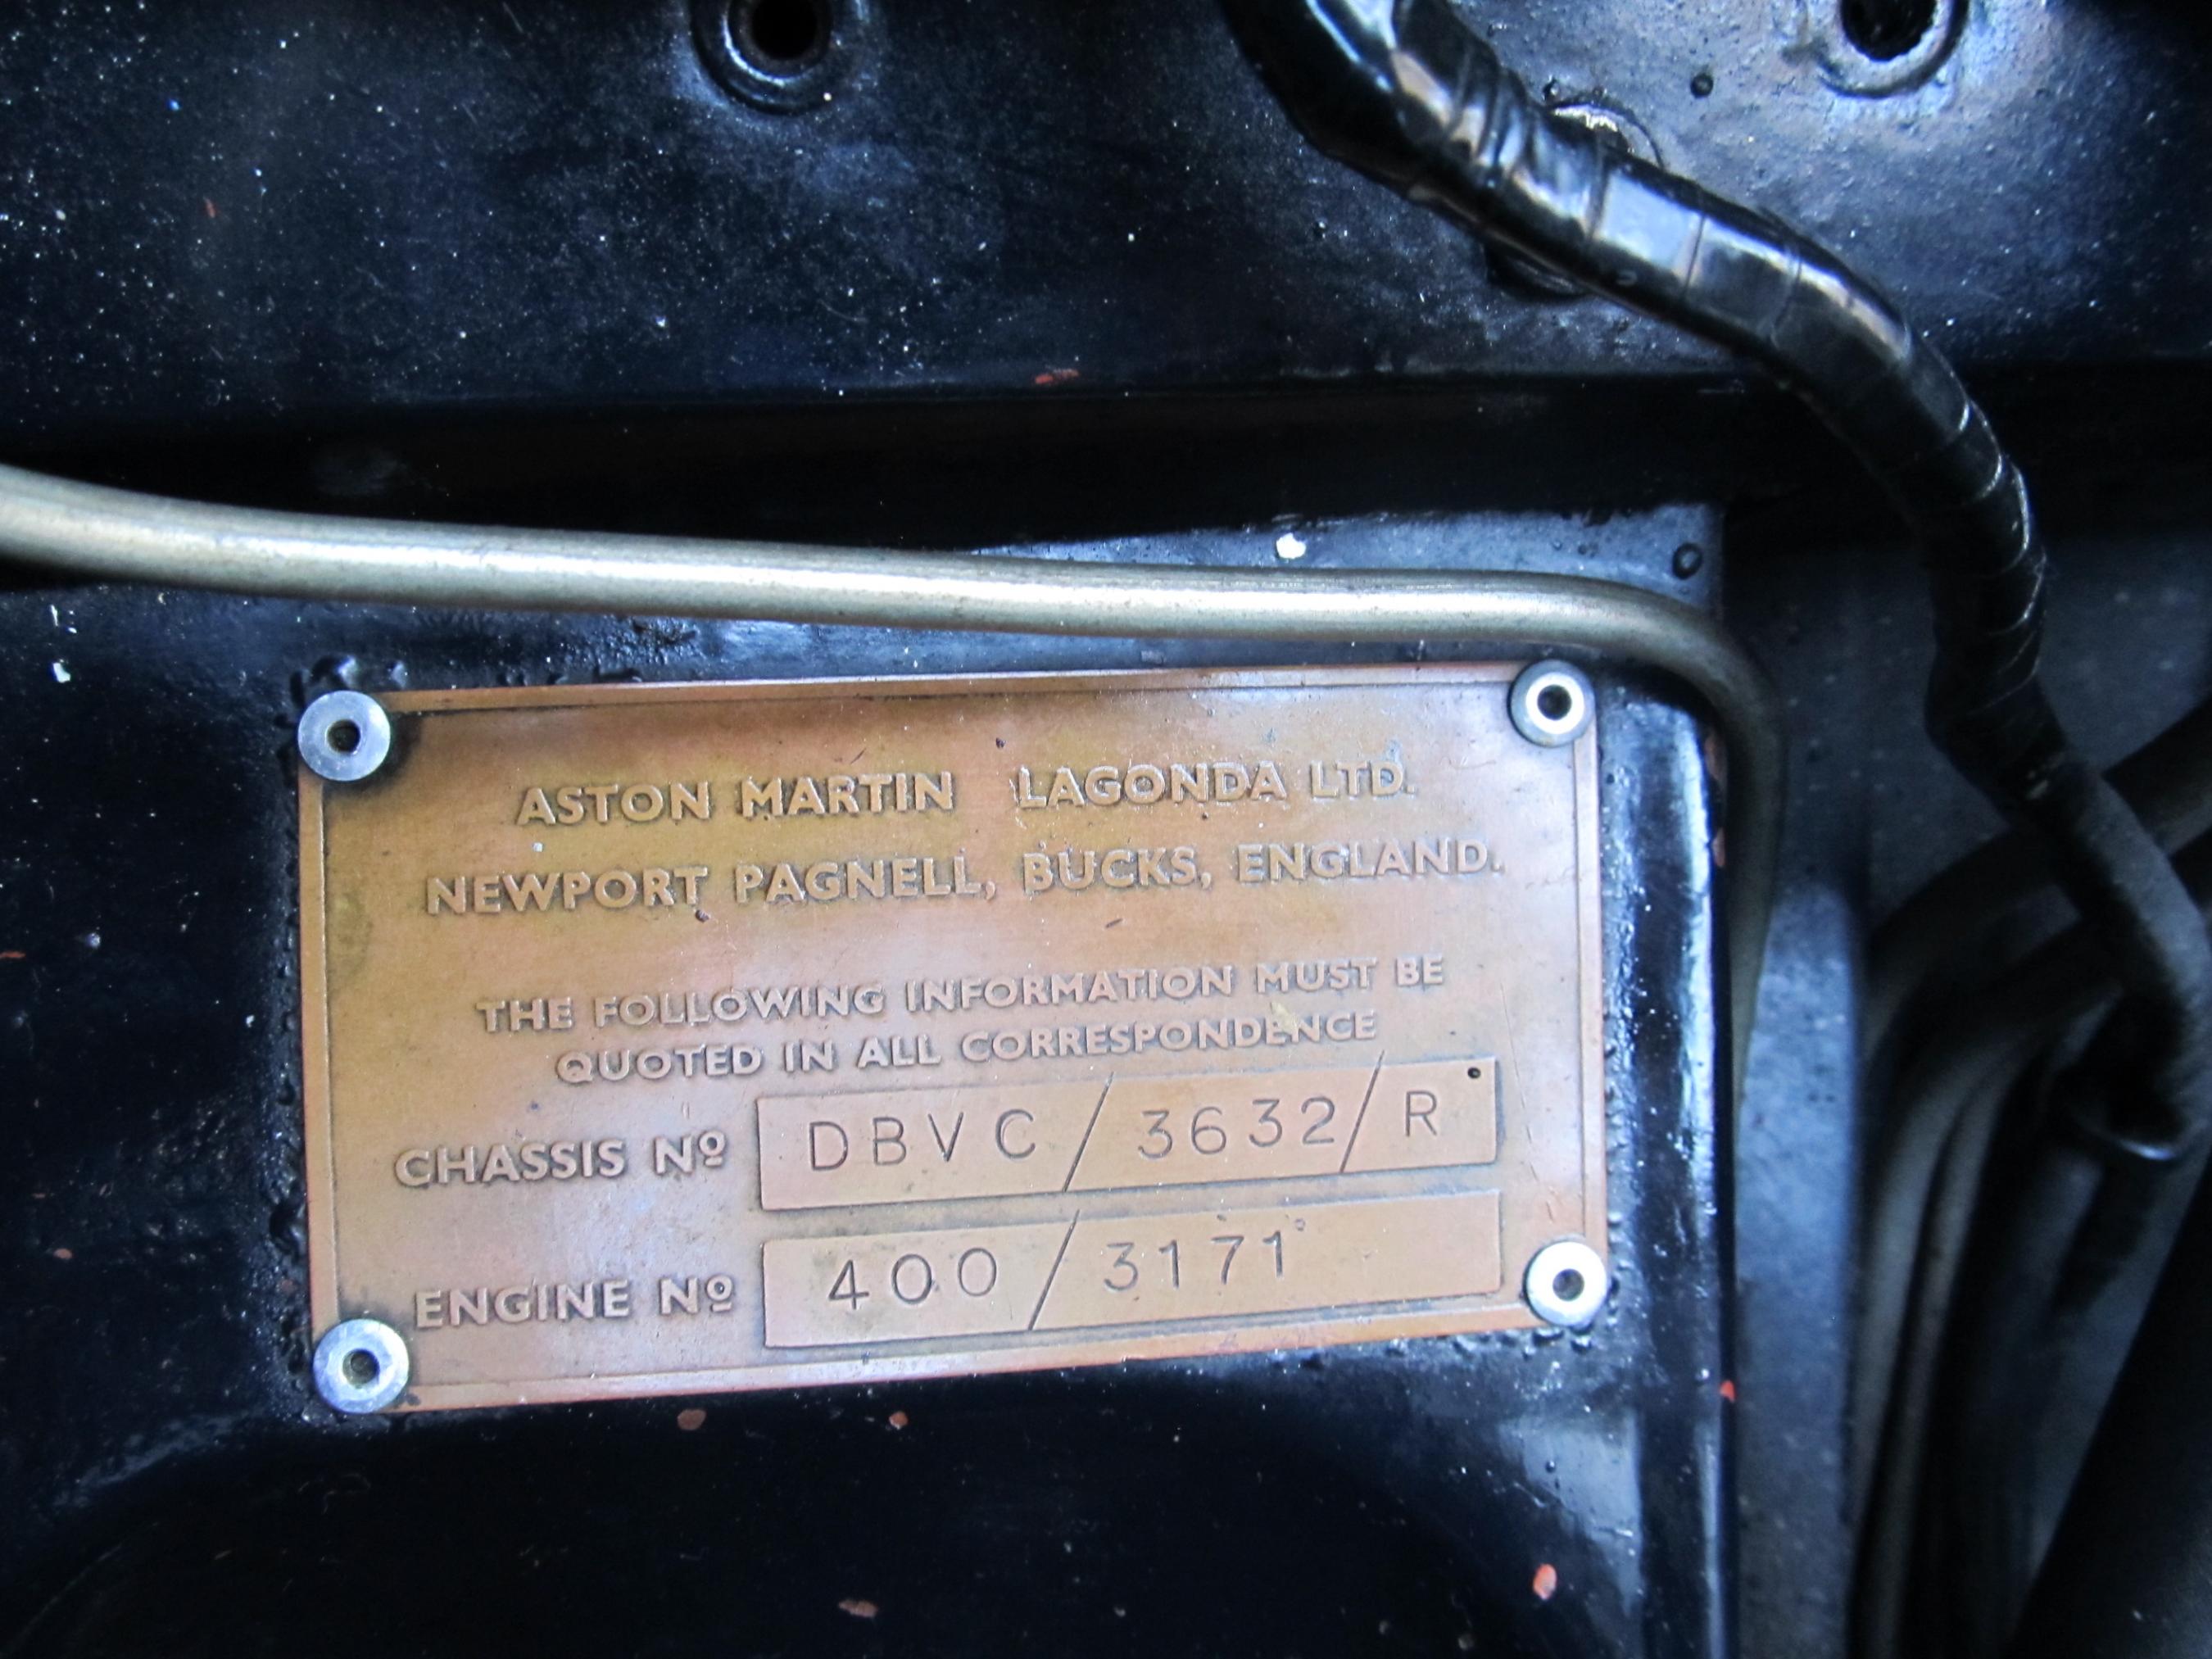 ASTON MARTIN LAGONDA LTD.
NEWPORT PAGNELL, BUCKS, ENGLAND.
THE FOLLOWING INFORMATION MUST BE
QUOTED IN ALL CORRESPONDENCE
CHASSIS Nº DBVC/3632/R
ENGINE Nº 400/3171